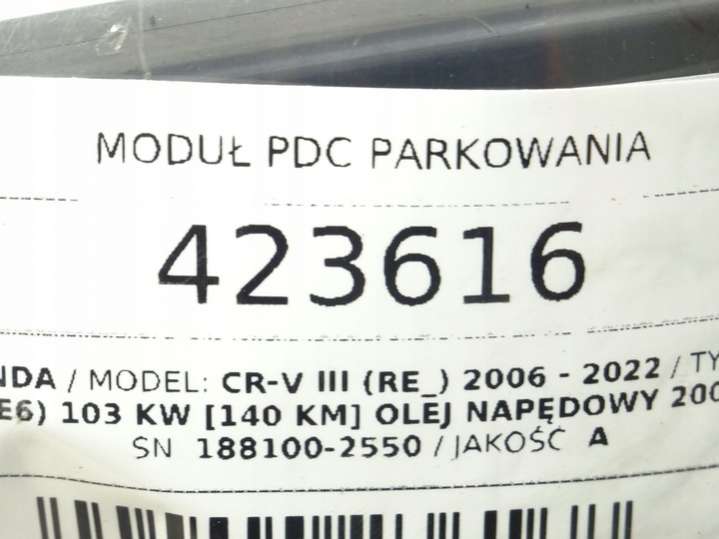 MODUŁ PDC PARKOWANIA
423616
NDA / MODEL: CR-V III (RE_) 2006 - 2022 / TY
E6) 103 KW [140 KM] OLEJ NAPĘDOWY 200
SN 188100-2550 / JAKOŚĆ A